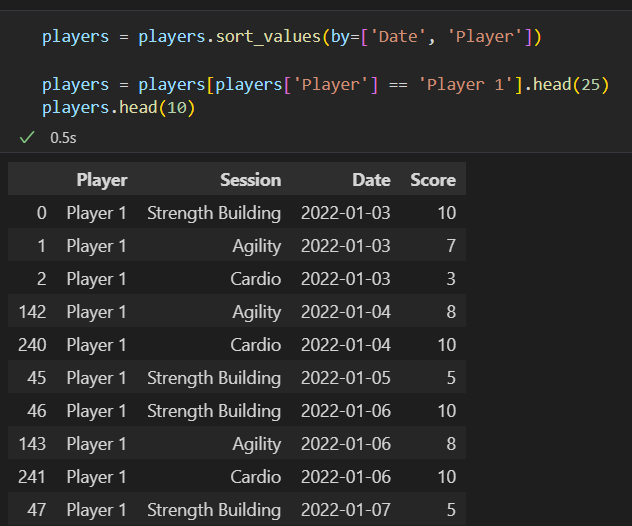 players = players.sort_values(by=['Date', 'Player'])
players = players[players['Player'] == 'Player 1'].head(25)
players.head(10)
✓ 0.5s
Player Session Date Score
0 Player 1 Strength Building 2022-01-03 10
1 Player 1 Agility 2022-01-03 7
2 Player 1 Cardio 2022-01-03 3
142 Player 1 Agility 2022-01-04 8
240 Player 1 Cardio 2022-01-04 10
45 Player 1 Strength Building 2022-01-05 5
46 Player 1 Strength Building 2022-01-06 10
143 Player 1 Agility 2022-01-06 8
241 Player 1 Cardio 2022-01-06 10
47 Player 1 Strength Building 2022-01-07 5